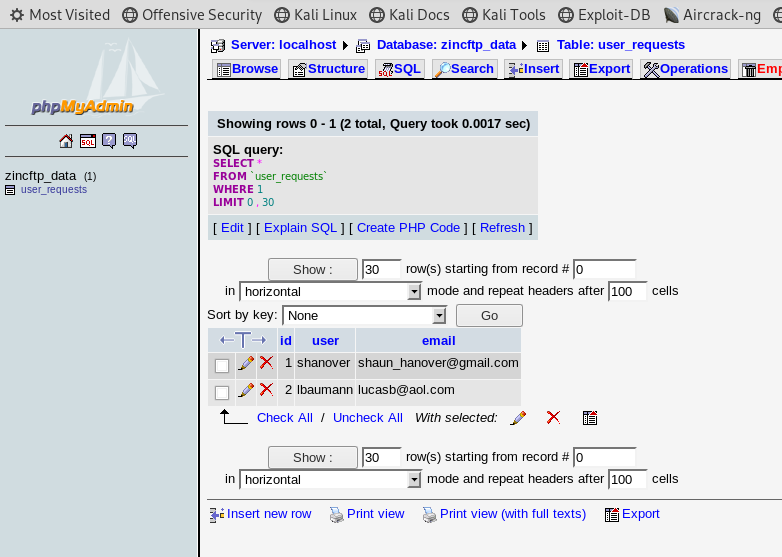 Most Visited Offensive Security Kali Linux Kali Docs Kali Tools Exploit-DB Aircrack-ng
phpMyAdmin
SQL
zincftp_data (1)
user_requests
Server: localhost Database: zincftp_data Table: user_requests
Browse Structure SQL Search Insert Export Operations Emp
Showing rows 0 - 1 (2 total, Query took 0.0017 sec)
SQL query:
SELECT *
FROM `user_requests`
WHERE 1
LIMIT 0 , 30
[ Edit ] [ Explain SQL ] [ Create PHP Code ] [ Refresh ]
Show : 30 row(s) starting from record # 0
in horizontal mode and repeat headers after 100 cells
Sort by key: None Go
←T→ id user email
1 shanover shaun_hanover@gmail.com
2 lbaumann lucasb@aol.com
Check All / Uncheck All With selected:
Show : 30 row(s) starting from record # 0
in horizontal mode and repeat headers after 100 cells
Insert new row Print view Print view (with full texts) Export